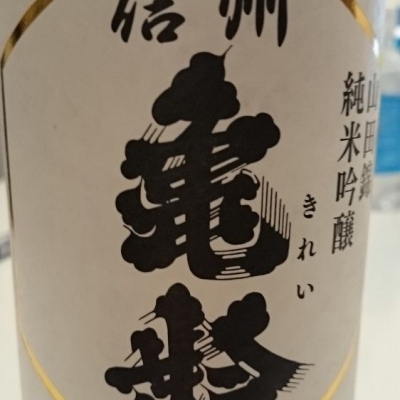 信州
亀齢
きれい
山田錦
純米吟醸